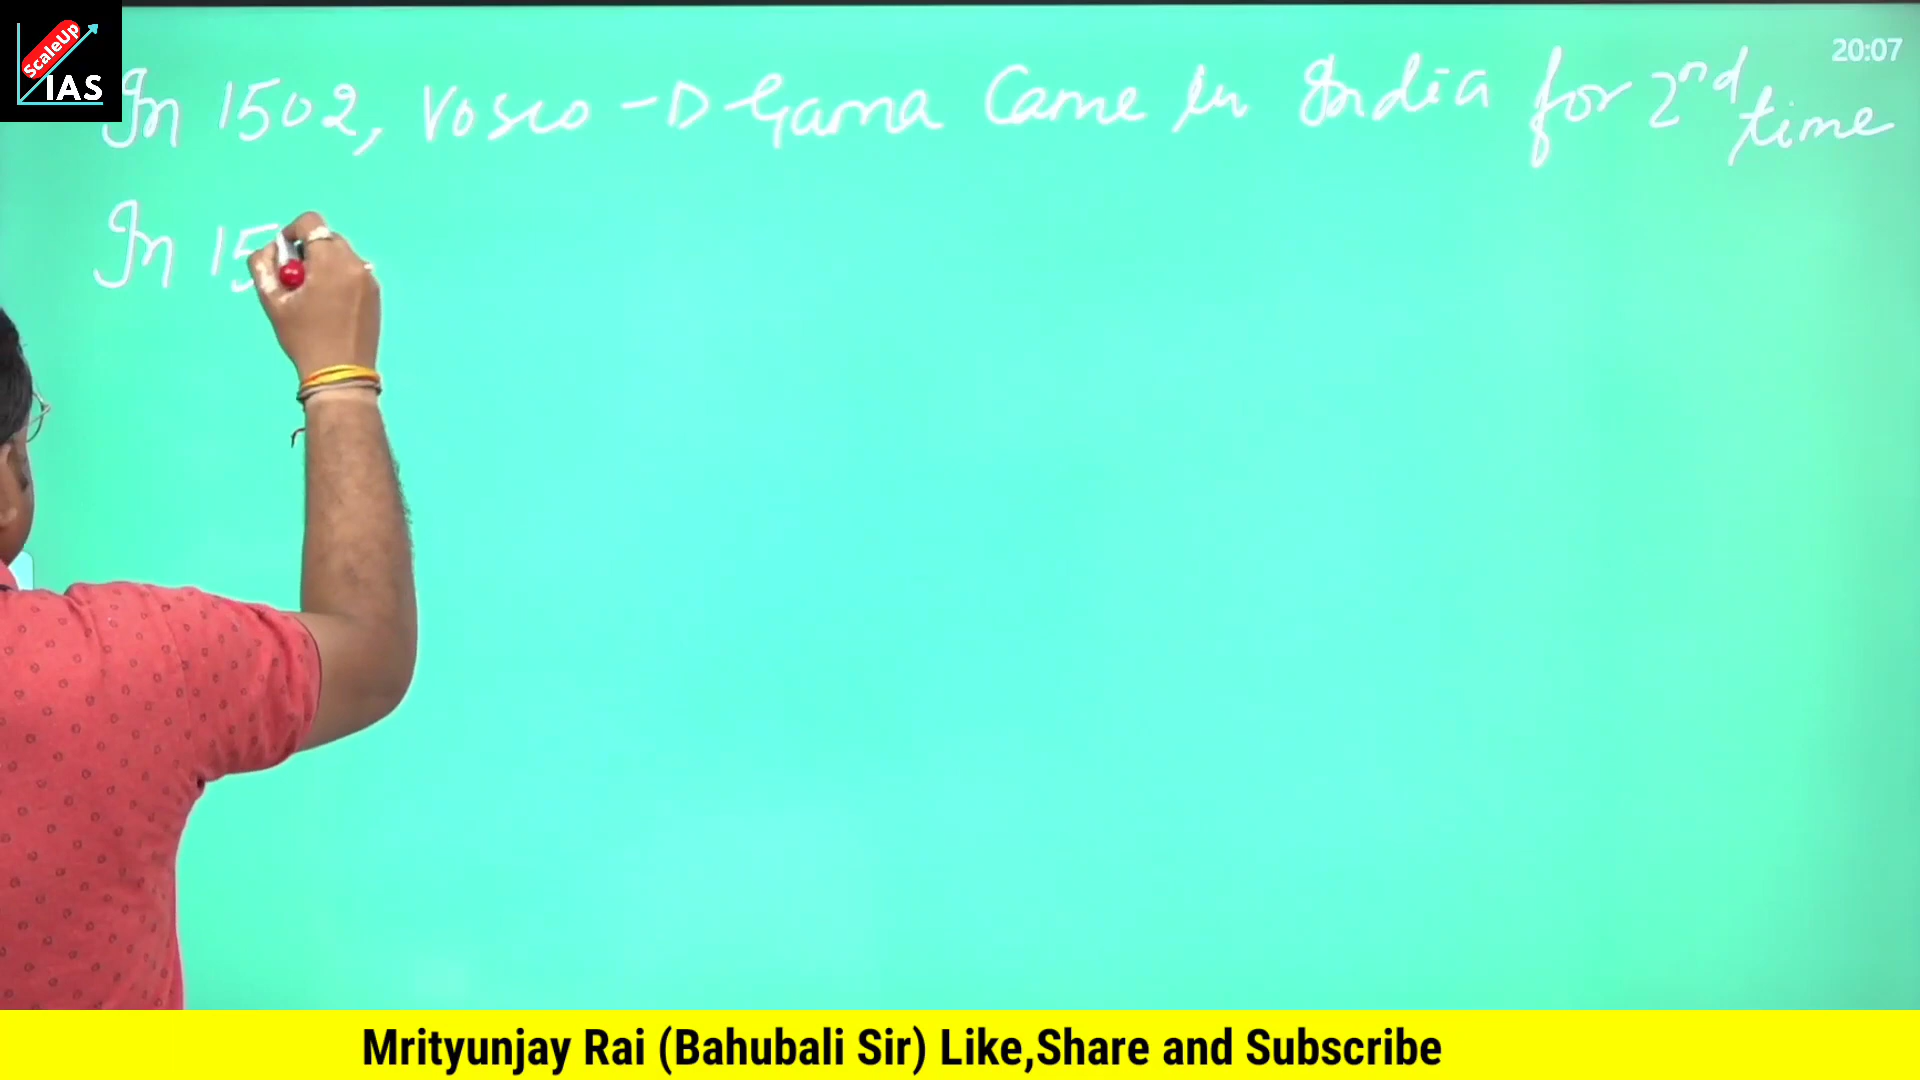 ScaleUp
IAS
20:07
In 1502, Vosco-D Gama Came in India for 2nd time
In 15
Mrityunjay Rai (Bahubali Sir) Like,Share and Subscribe